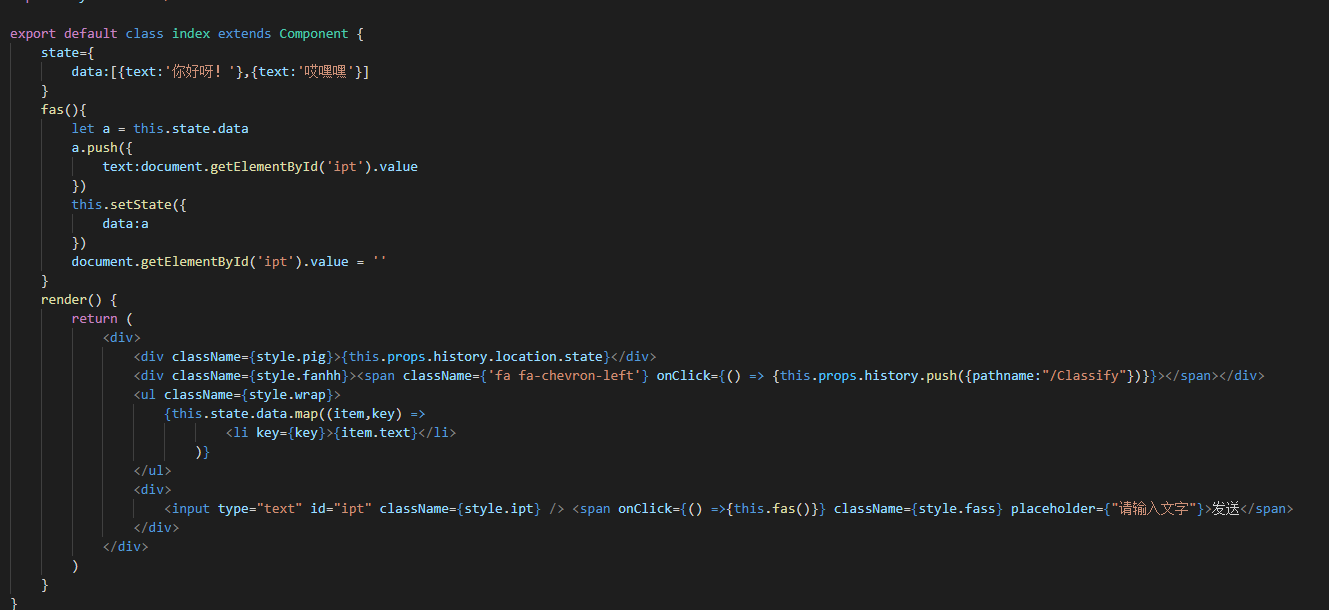 export default class index extends Component {
state={
data:[{text:'你好呀！'},{text:'哎嘿嘿'}]
}
fas(){
let a = this.state.data
a.push({
text:document.getElementById('ipt').value
})
this.setState({
data:a
})
document.getElementById('ipt').value = ''
}
render() {
return (
<div>
<div className={style.pig}>{this.props.history.location.state}</div>
<div className={style.fanhh}><span className={'fa fa-chevron-left'} onClick={() => {this.props.history.push({pathname:"/Classify"})}}></span></div>
<ul className={style.wrap}>
{this.state.data.map((item,key) =>
<li key={key}>{item.text}</li>
)}
</ul>
<div>
<input type="text" id="ipt" className={style.ipt} /> <span onClick={() =>{this.fas()}} className={style.fass} placeholder={"请输入文字"}>发送</span>
</div>
</div>
)
}
}